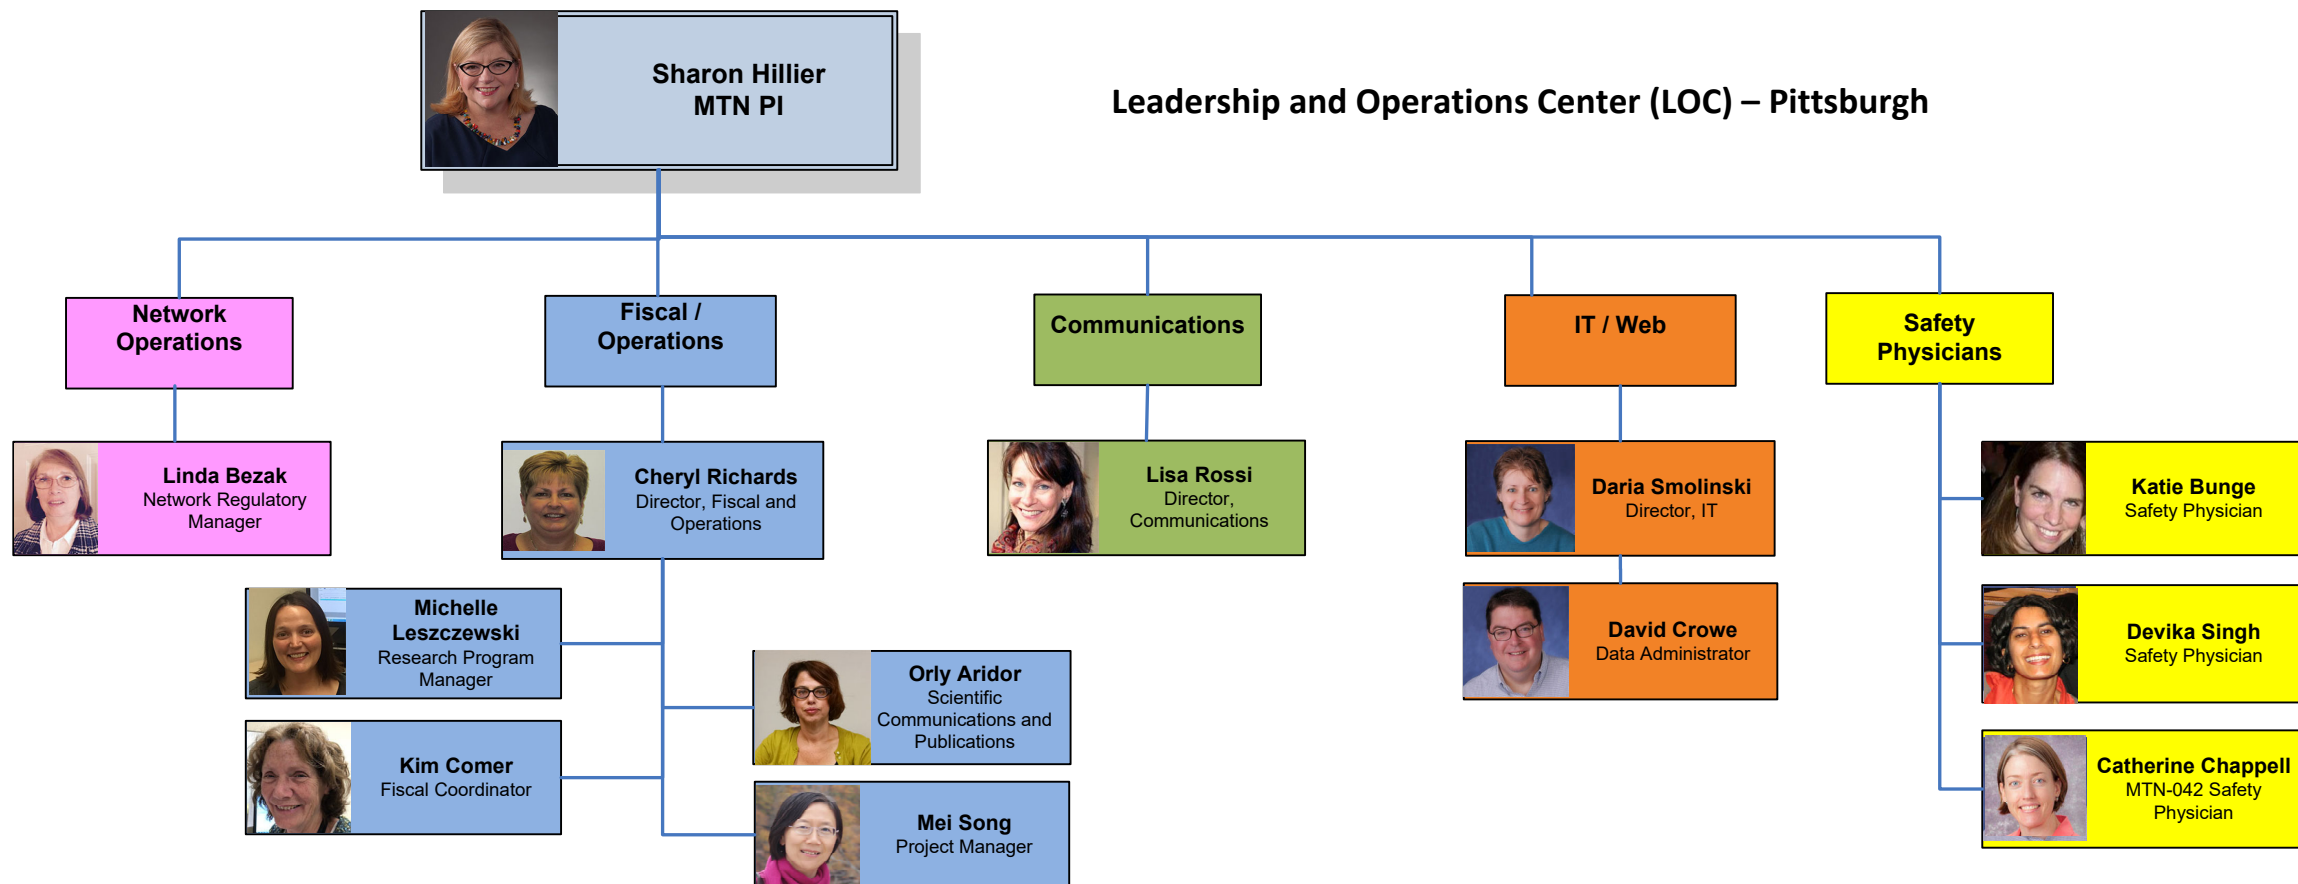 Sharon Hillier
MTN PI
Leadership and Operations Center (LOC) – Pittsburgh
Network
Operations
Fiscal /
Operations
Communications
IT / Web
Safety
Physicians
Linda Bezak
Network Regulatory
Manager
Cheryl Richards
Director, Fiscal and
Operations
Lisa Rossi
Director,
Communications
Daria Smolinski
Director, IT
Katie Bunge
Safety Physician
Michelle
Leszczewski
Research Program
Manager
Orly Aridor
Scientific
Communications and
Publications
David Crowe
Data Administrator
Devika Singh
Safety Physician
Kim Comer
Fiscal Coordinator
Mei Song
Project Manager
Catherine Chappell
MTN-042 Safety
Physician